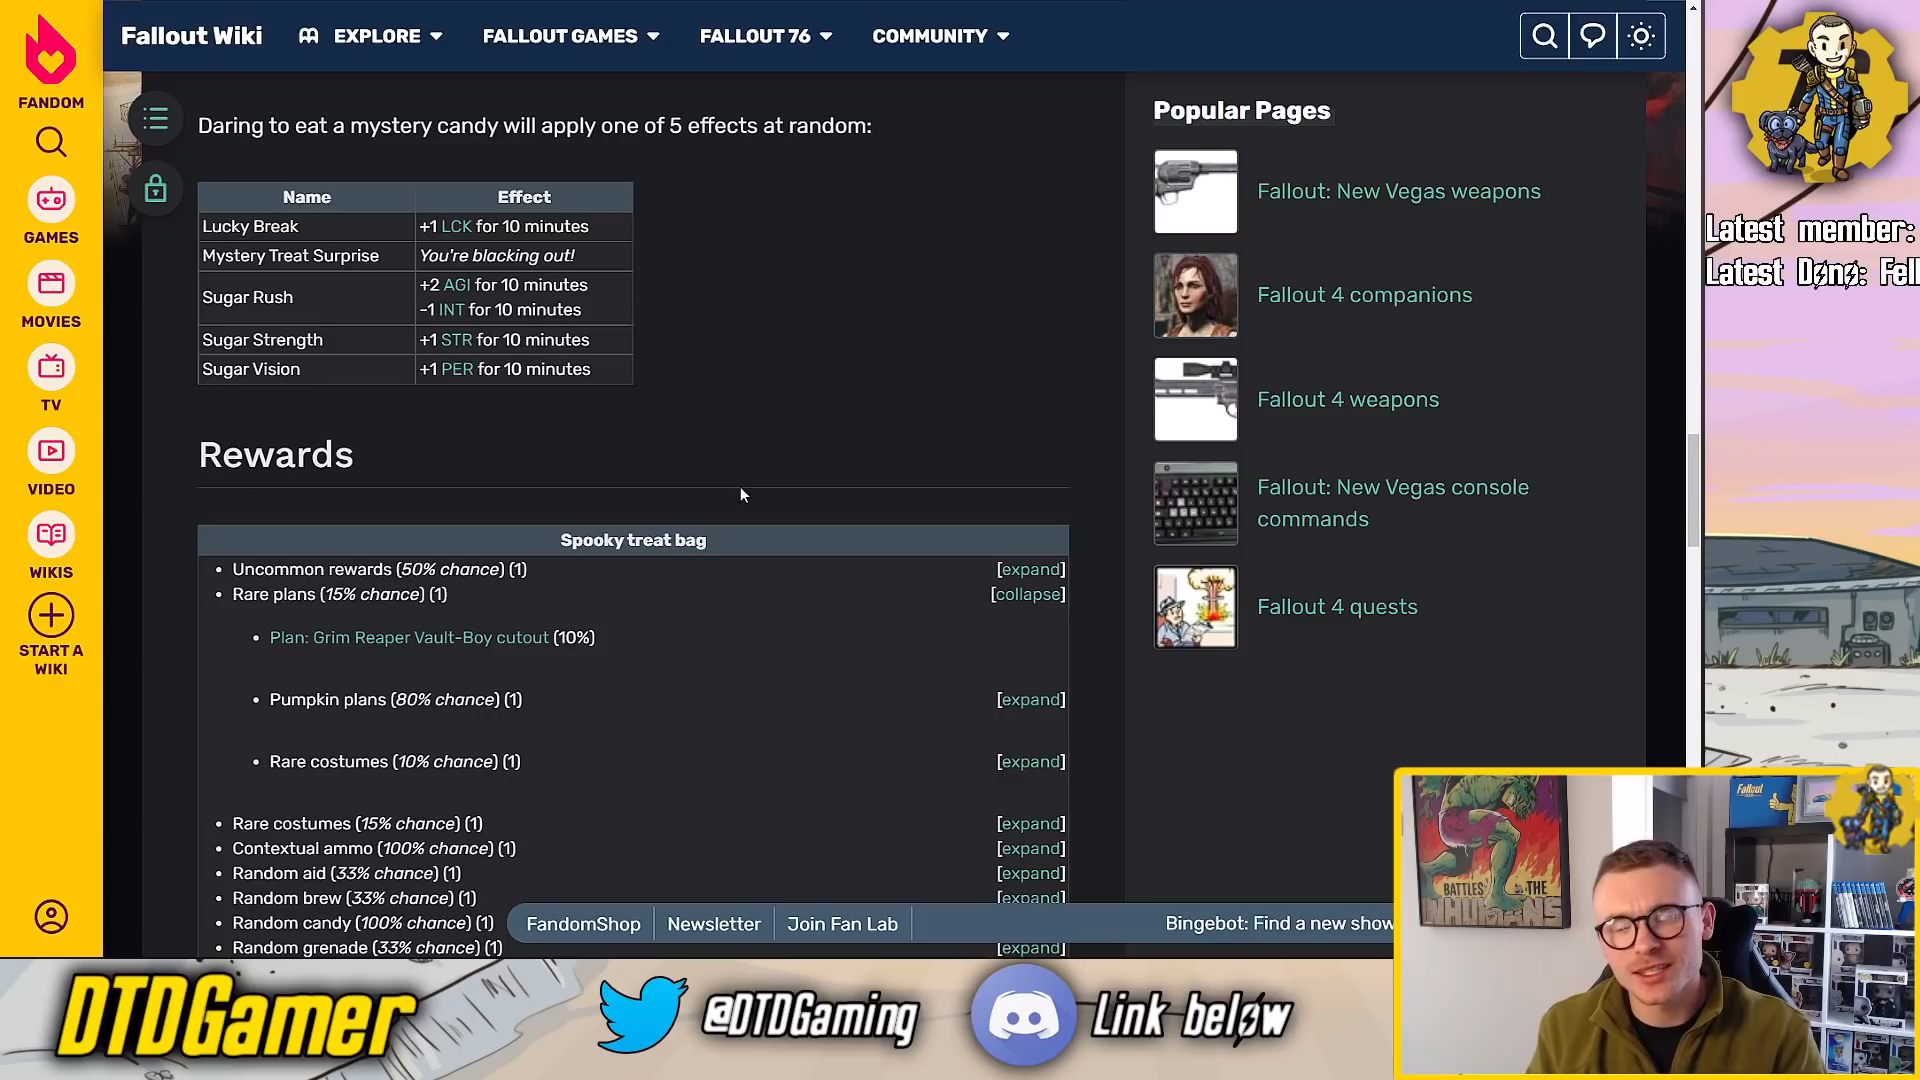 Fallout Wiki
EXPLORE
FALLOUT GAMES
FALLOUT 76
COMMUNITY
FANDOM
GAMES
MOVIES
TV
VIDEO
WIKIS
START A
WIKI
Daring to eat a mystery candy will apply one of 5 effects at random:
Name Effect
Lucky Break +1 LCK for 10 minutes
Mystery Treat Surprise You're blacking out!
Sugar Rush +2 AGI for 10 minutes
-1 INT for 10 minutes
Sugar Strength +1 STR for 10 minutes
Sugar Vision +1 PER for 10 minutes
Rewards
Spooky treat bag
• Uncommon rewards (50% chance) (1) [expand]
• Rare plans (15% chance) (1) [collapse]
• Plan: Grim Reaper Vault-Boy cutout (10%)
• Pumpkin plans (80% chance) (1) [expand]
• Rare costumes (10% chance) (1) [expand]
• Rare costumes (15% chance) (1) [expand]
• Contextual ammo (100% chance) (1) [expand]
• Random aid (33% chance) (1) [expand]
• Random brew (33% chance) (1) [expand]
• Random candy (100% chance) (1)
• Random grenade (33% chance) (1) [expand]
FandomShop
Newsletter
Join Fan Lab
Bingebot: Find a new show
Popular Pages
Fallout: New Vegas weapons
Fallout 4 companions
Fallout 4 weapons
Fallout: New Vegas console
commands
Fallout 4 quests
Latest member:
Latest Dono: Fell
BATTLES THE
HUMANS
Fallout
DTDGamer
@DTDGaming
Link below